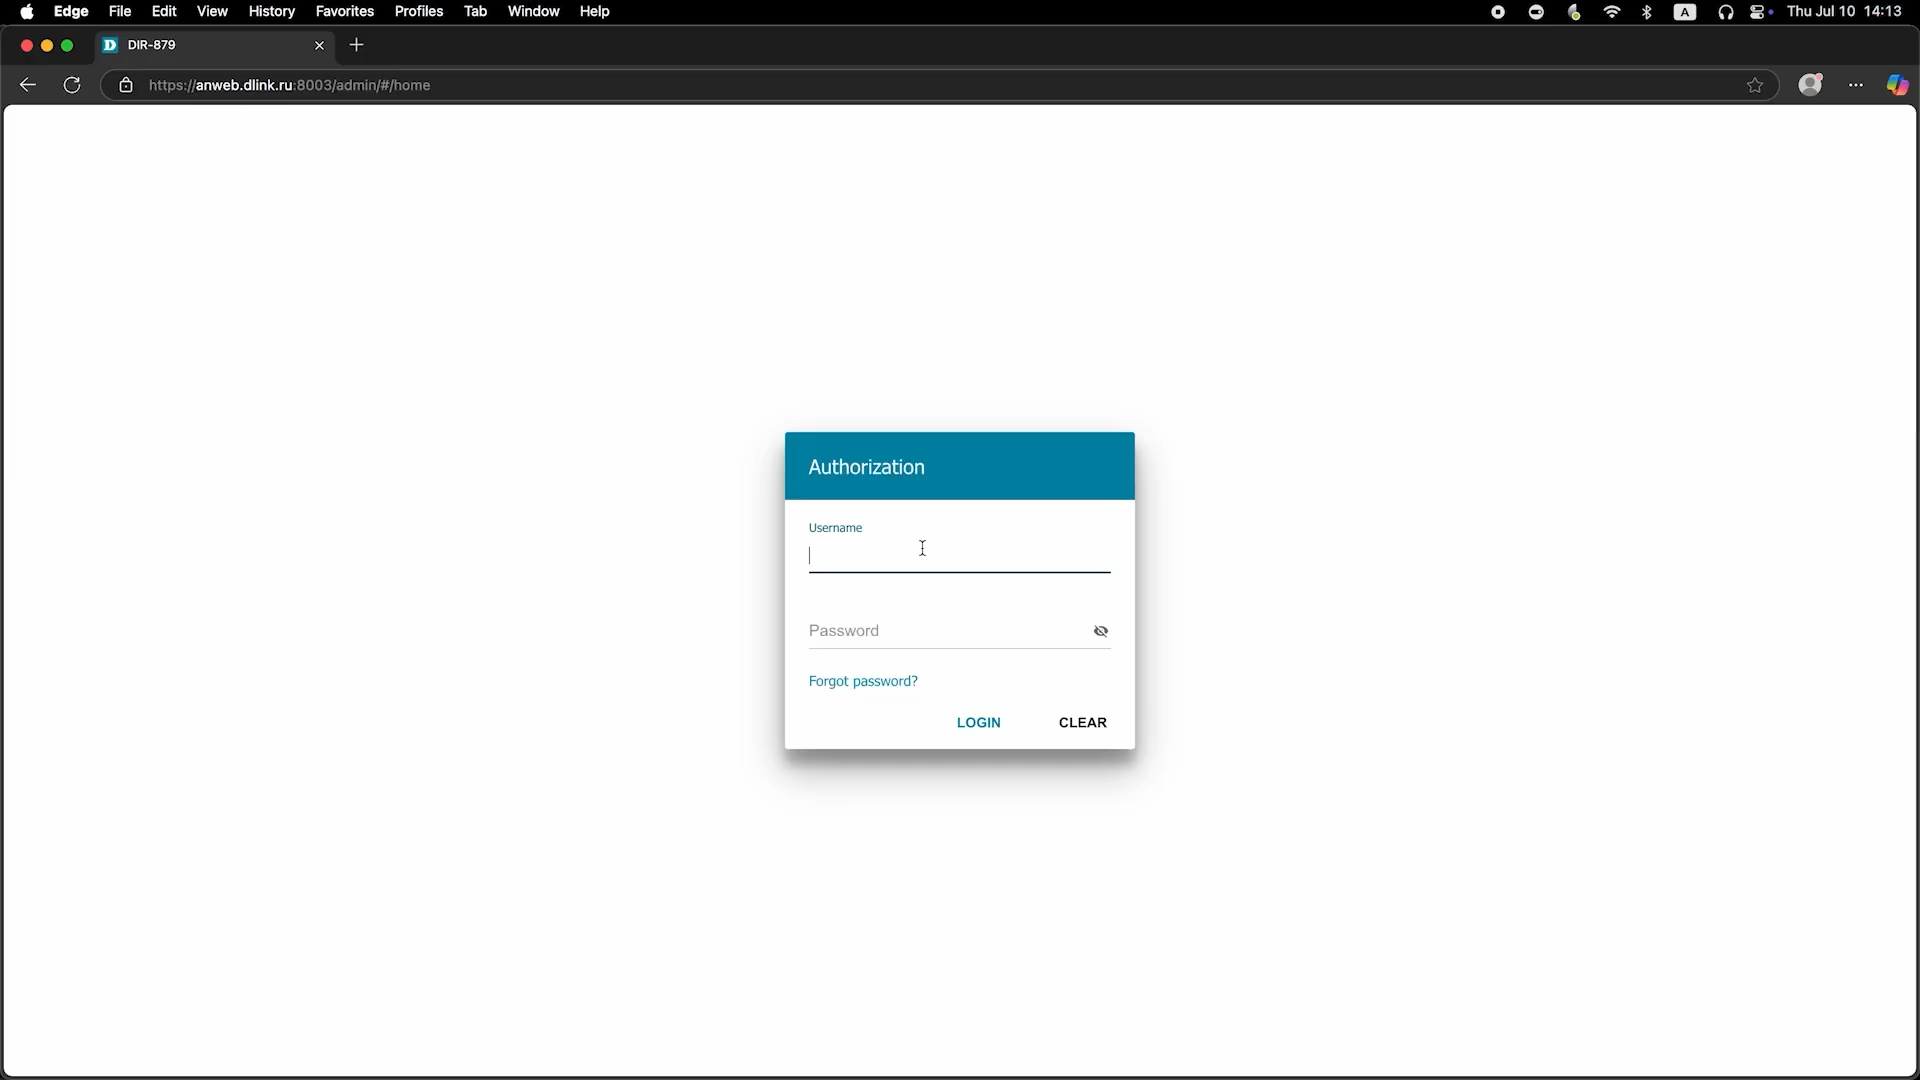 Edge File Edit View History Favorites Profiles Tab Window Help A Thu Jul 10 14:13
D DIR-879
https://anweb.dlink.ru:8003/admin/#/home
Authorization
Username
Password
Forgot password?
LOGIN CLEAR